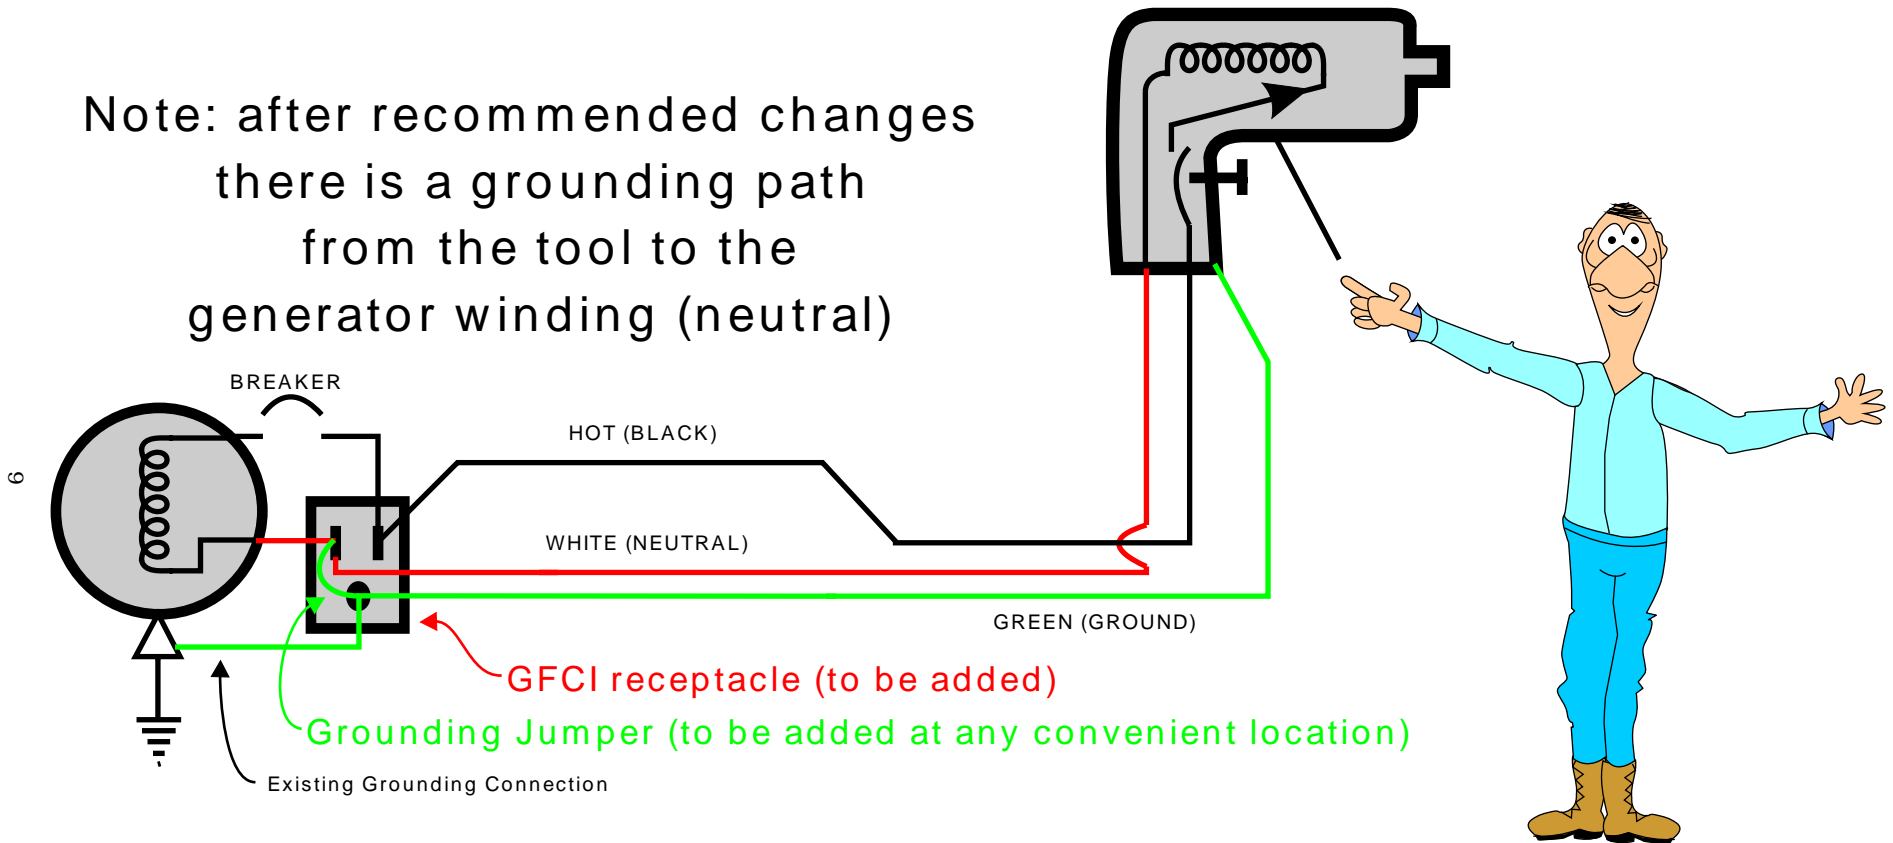 Note: after recommended changes
there is a grounding path
from the tool to the
generator winding (neutral)
BREAKER
HOT (BLACK)
6
WHITE (NEUTRAL)
GREEN (GROUND)
GFCI receptacle (to be added)
Grounding Jumper (to be added at any convenient location)
Existing Grounding Connection